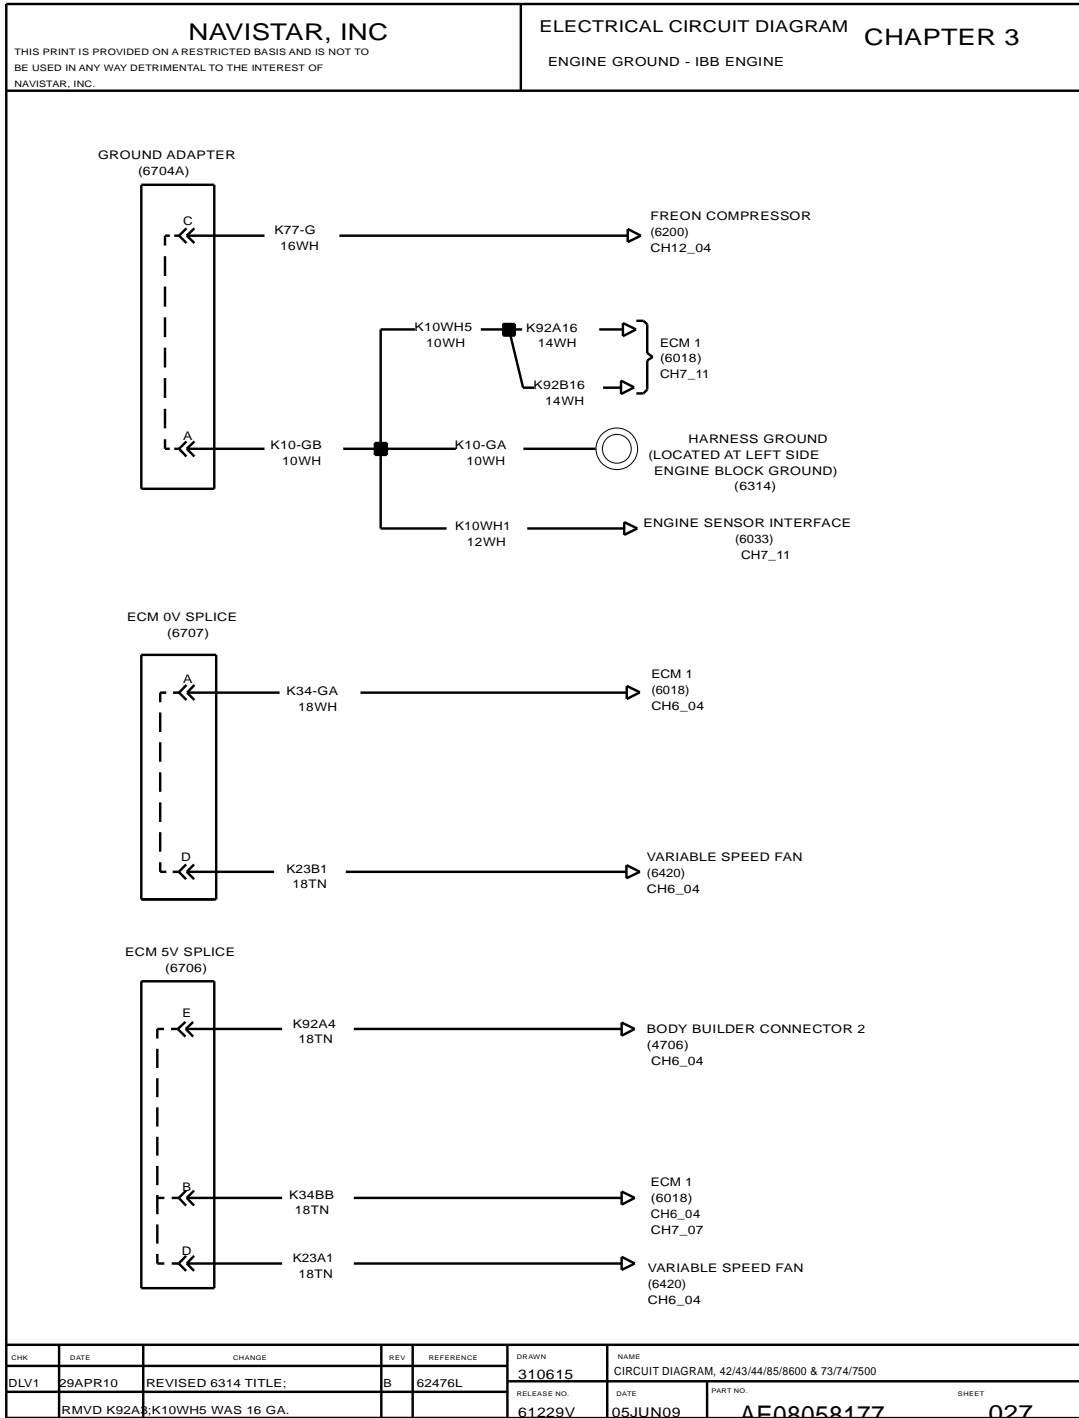 NAVISTAR, INC
THIS PRINT IS PROVIDED ON A RESTRICTED BASIS AND IS NOT TO
BE USED IN ANY WAY DETRIMENTAL TO THE INTEREST OF
NAVISTAR, INC.
ELECTRICAL CIRCUIT DIAGRAM
CHAPTER 3
ENGINE GROUND - IBB ENGINE
GROUND ADAPTER
(6704A)
C
K77-G
16WH
FREON COMPRESSOR
(6200)
CH12_04
K10WH5
10WH
K92A16
14WH
K92B16
14WH
ECM 1
(6018)
CH7_11
A
K10-GB
10WH
K10-GA
10WH
HARNESS GROUND
(LOCATED AT LEFT SIDE
ENGINE BLOCK GROUND)
(6314)
K10WH1
12WH
ENGINE SENSOR INTERFACE
(6033)
CH7_11
ECM 0V SPLICE
(6707)
A
K34-GA
18WH
ECM 1
(6018)
CH6_04
D
K23B1
18TN
VARIABLE SPEED FAN
(6420)
CH6_04
ECM 5V SPLICE
(6706)
E
K92A4
18TN
BODY BUILDER CONNECTOR 2
(4706)
CH6_04
B
K34BB
18TN
ECM 1
(6018)
CH6_04
CH7_07
D
K23A1
18TN
VARIABLE SPEED FAN
(6420)
CH6_04
CHK DATE CHANGE REV REFERENCE
DLV1 29APR10 REVISED 6314 TITLE; B 62476L
RMVD K92A3;K10WH5 WAS 16 GA.
DRAWN
310615
NAME
CIRCUIT DIAGRAM, 42/43/44/85/8600 & 73/74/7500
RELEASE NO.
61229V
DATE
05JUN09
PART NO.
AE08058177
SHEET
027